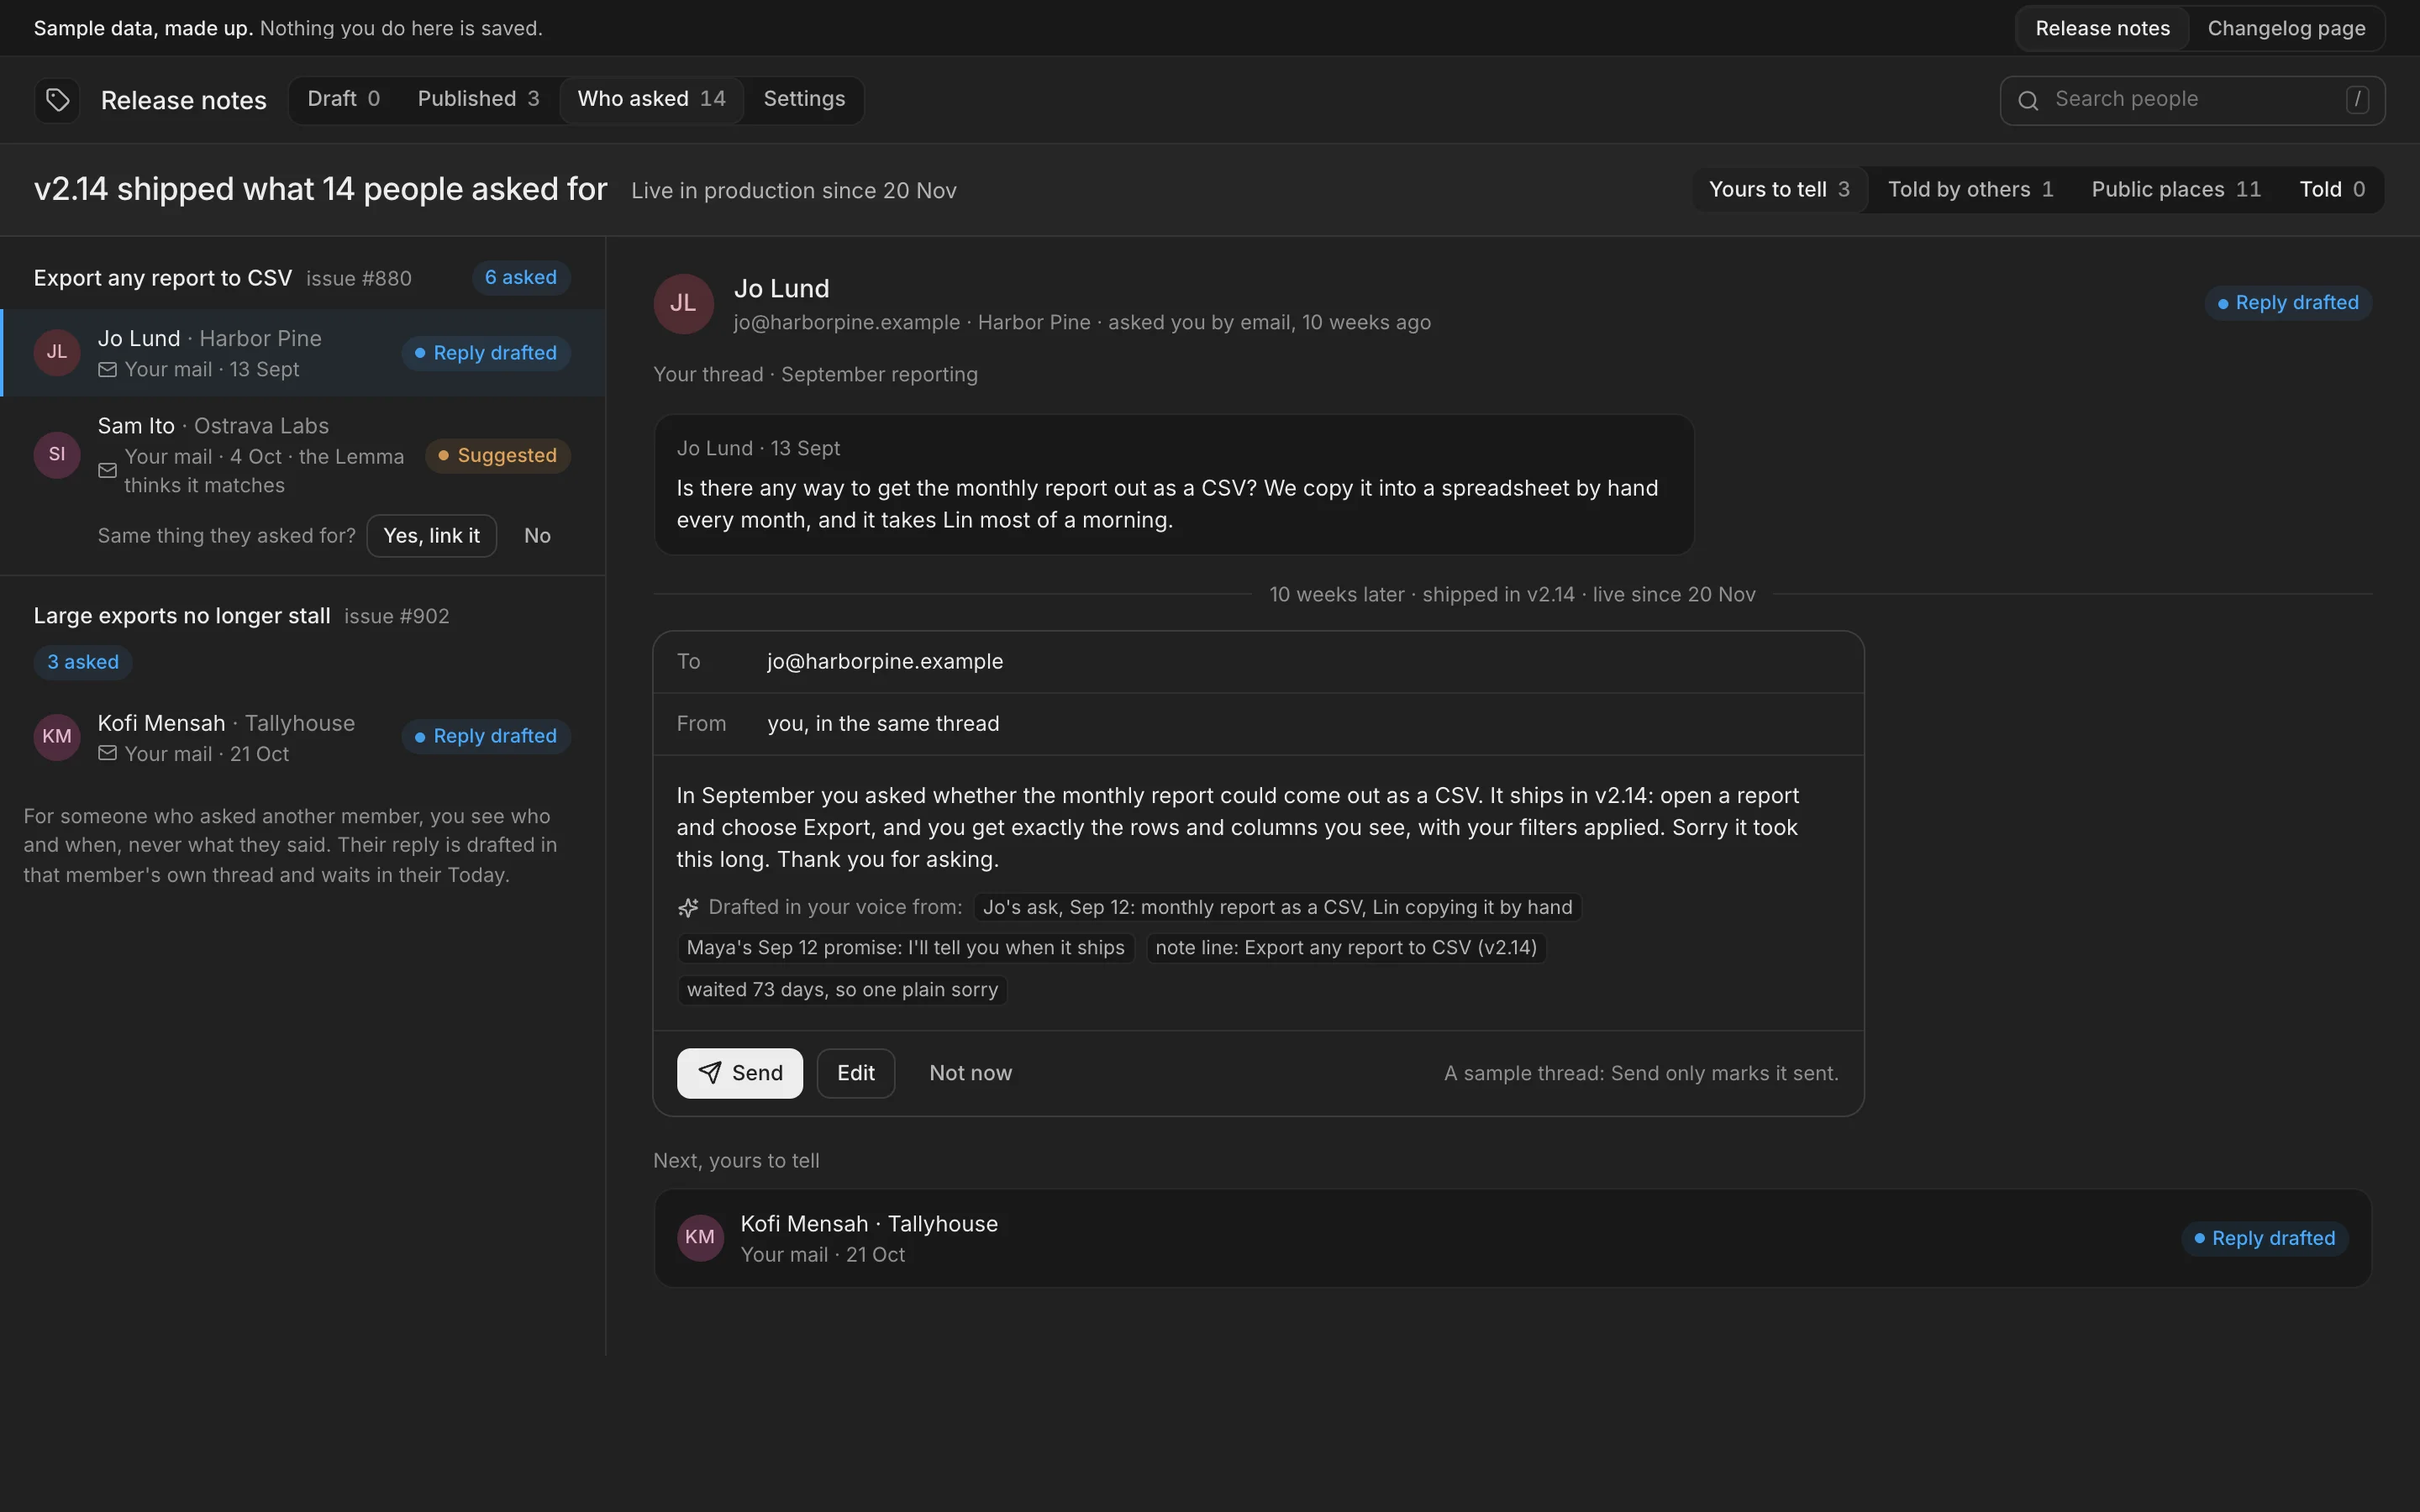 Sample data, made up. Nothing you do here is saved.
Release notes
Changelog page
Release notes
Draft 0
Published 3
Who asked 14
Settings
Search people
/
v2.14 shipped what 14 people asked for
Live in production since 20 Nov
Yours to tell 3
Told by others 1
Public places 11
Told 0
Export any report to CSV issue #880
6 asked
JL
Jo Lund · Harbor Pine
Your mail · 13 Sept
Reply drafted
SI
Sam Ito · Ostrava Labs
Your mail · 4 Oct · the Lemma
thinks it matches
Suggested
Same thing they asked for?
Yes, link it
No
Large exports no longer stall issue #902
3 asked
KM
Kofi Mensah · Tallyhouse
Your mail · 21 Oct
Reply drafted
For someone who asked another member, you see who
and when, never what they said. Their reply is drafted in
that member's own thread and waits in their Today.
JL
Jo Lund
jo@harborpine.example · Harbor Pine · asked you by email, 10 weeks ago
Reply drafted
Your thread · September reporting
Jo Lund · 13 Sept
Is there any way to get the monthly report out as a CSV? We copy it into a spreadsheet by hand
every month, and it takes Lin most of a morning.
10 weeks later · shipped in v2.14 · live since 20 Nov
To jo@harborpine.example
From you, in the same thread
In September you asked whether the monthly report could come out as a CSV. It ships in v2.14: open a report
and choose Export, and you get exactly the rows and columns you see, with your filters applied. Sorry it took
this long. Thank you for asking.
Drafted in your voice from: Jo's ask, Sep 12: monthly report as a CSV, Lin copying it by hand
Maya's Sep 12 promise: I'll tell you when it ships note line: Export any report to CSV (v2.14)
waited 73 days, so one plain sorry
Send
Edit
Not now
A sample thread: Send only marks it sent.
Next, yours to tell
KM
Kofi Mensah · Tallyhouse
Your mail · 21 Oct
Reply drafted